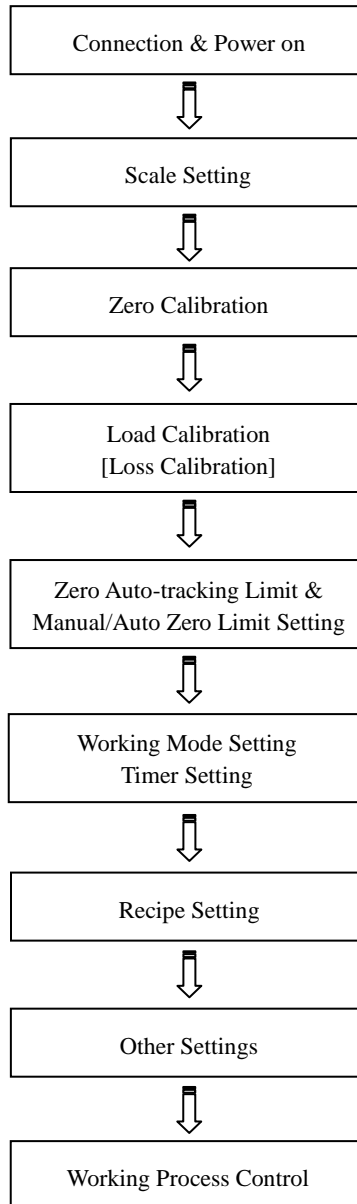 Connection & Power on
Scale Setting
Zero Calibration
Load Calibration
[Loss Calibration]
Zero Auto-tracking Limit &
Manual/Auto Zero Limit Setting
Working Mode Setting
Timer Setting
Recipe Setting
Other Settings
Working Process Control